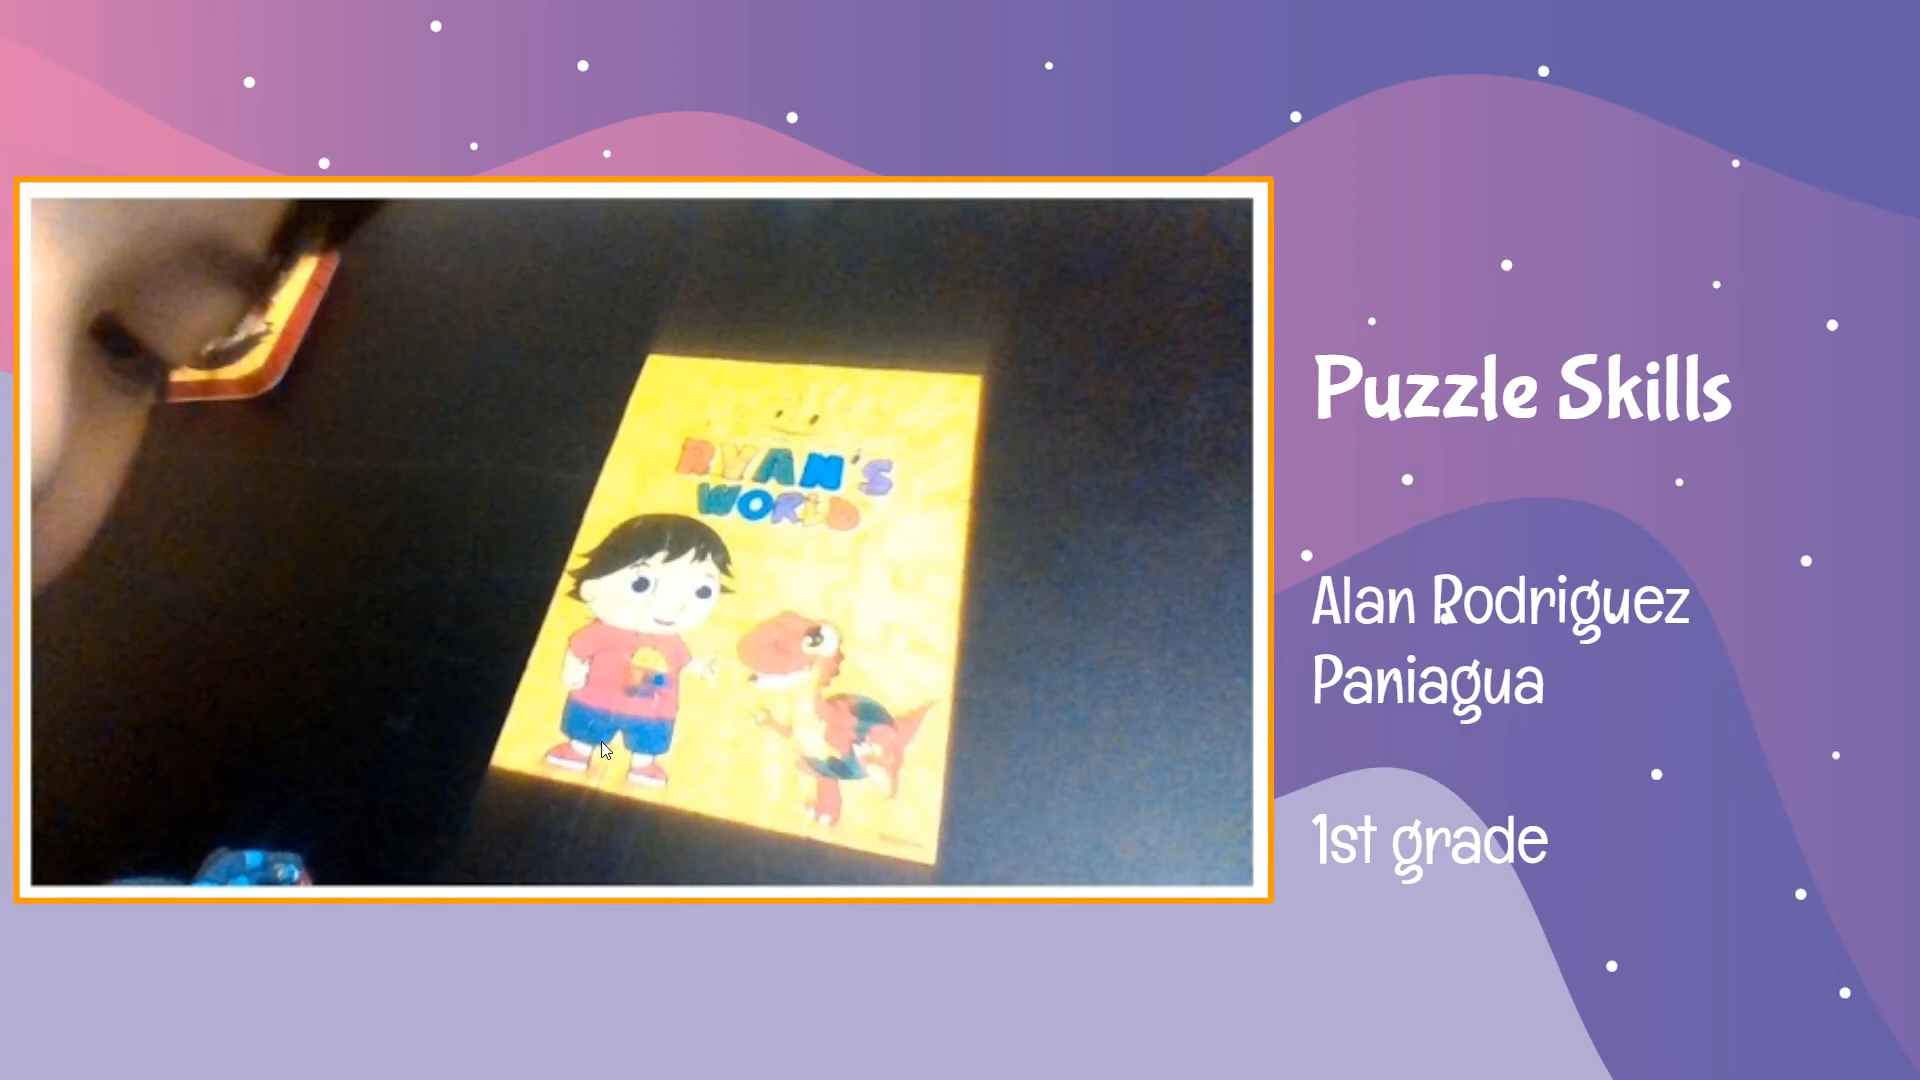 RYAN'S
WORLD
Puzzle Skills
Alan Rodriguez
Paniagua
1st grade